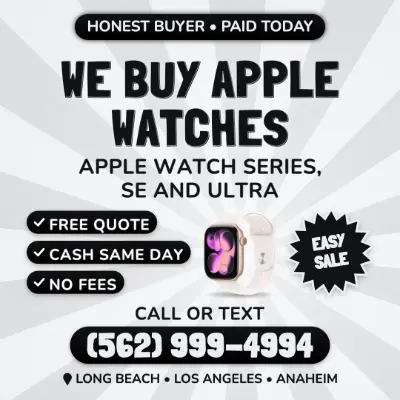 HONEST BUYER • PAID TODAY
WE BUY APPLE
WATCHES
APPLE WATCH SERIES,
SE AND ULTRA
FREE QUOTE
CASH SAME DAY
NO FEES
EASY
SALE
CALL OR TEXT
(562) 999-4994
LONG BEACH • LOS ANGELES • ANAHEIM